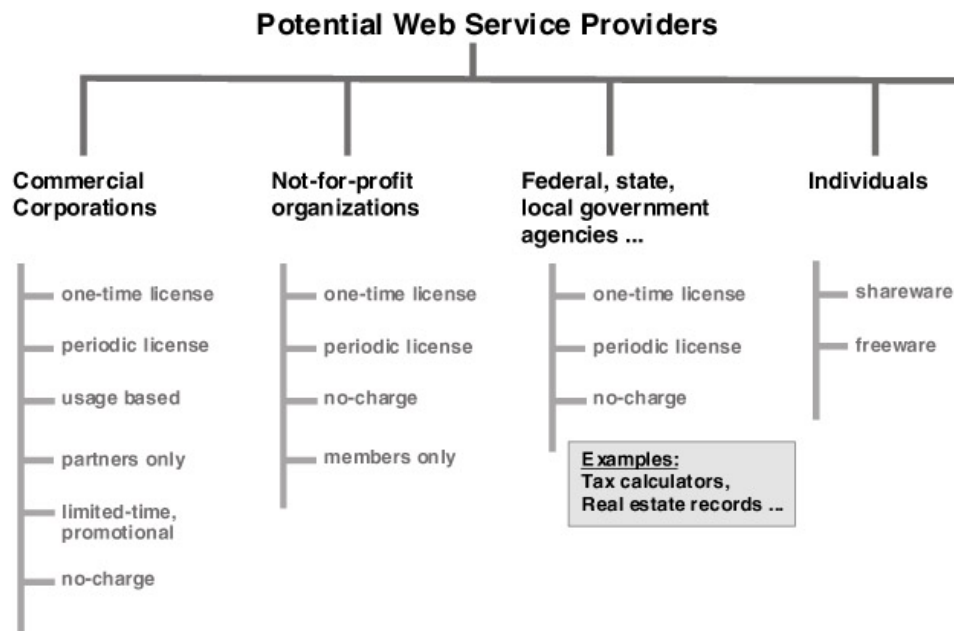 Potential Web Service Providers
Commercial
Corporations
one-time license
periodic license
usage based
partners only
limited-time,
promotional
no-charge
Not-for-profit
organizations
one-time license
periodic license
no-charge
members only
Federal, state,
local government
agencies ...
one-time license
periodic license
no-charge
Examples:
Tax calculators,
Real estate records ...
Individuals
shareware
freeware